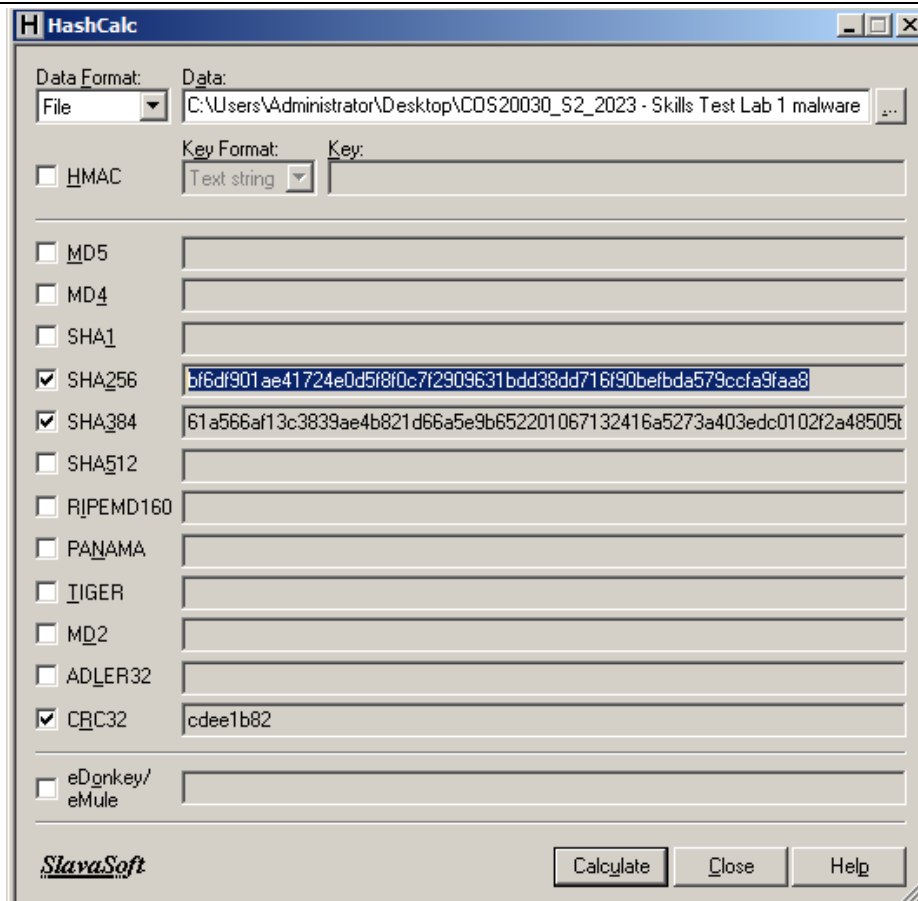 HashCalc
Data Format: Data:
File C:\Users\Administrator\Desktop\COS20030_S2_2023 - Skills Test Lab 1 malware ...
Key Format: Key:
HMAC Text string
MD5
MD4
SHA1
SHA256 bf6df901ae41724e0d5f8f0c7f2909631bdd38dd716f90befbda579ccfa9faa8
SHA384 61a566af13c3839ae4b821d66a5e9b652201067132416a5273a403edc0102f2a48505b
SHA512
RIPEMD160
PANAMA
TIGER
MD2
ADLER32
CRC32 cdee1b82
eDonkey/
eMule
SlavaSoft Calculate Close Help